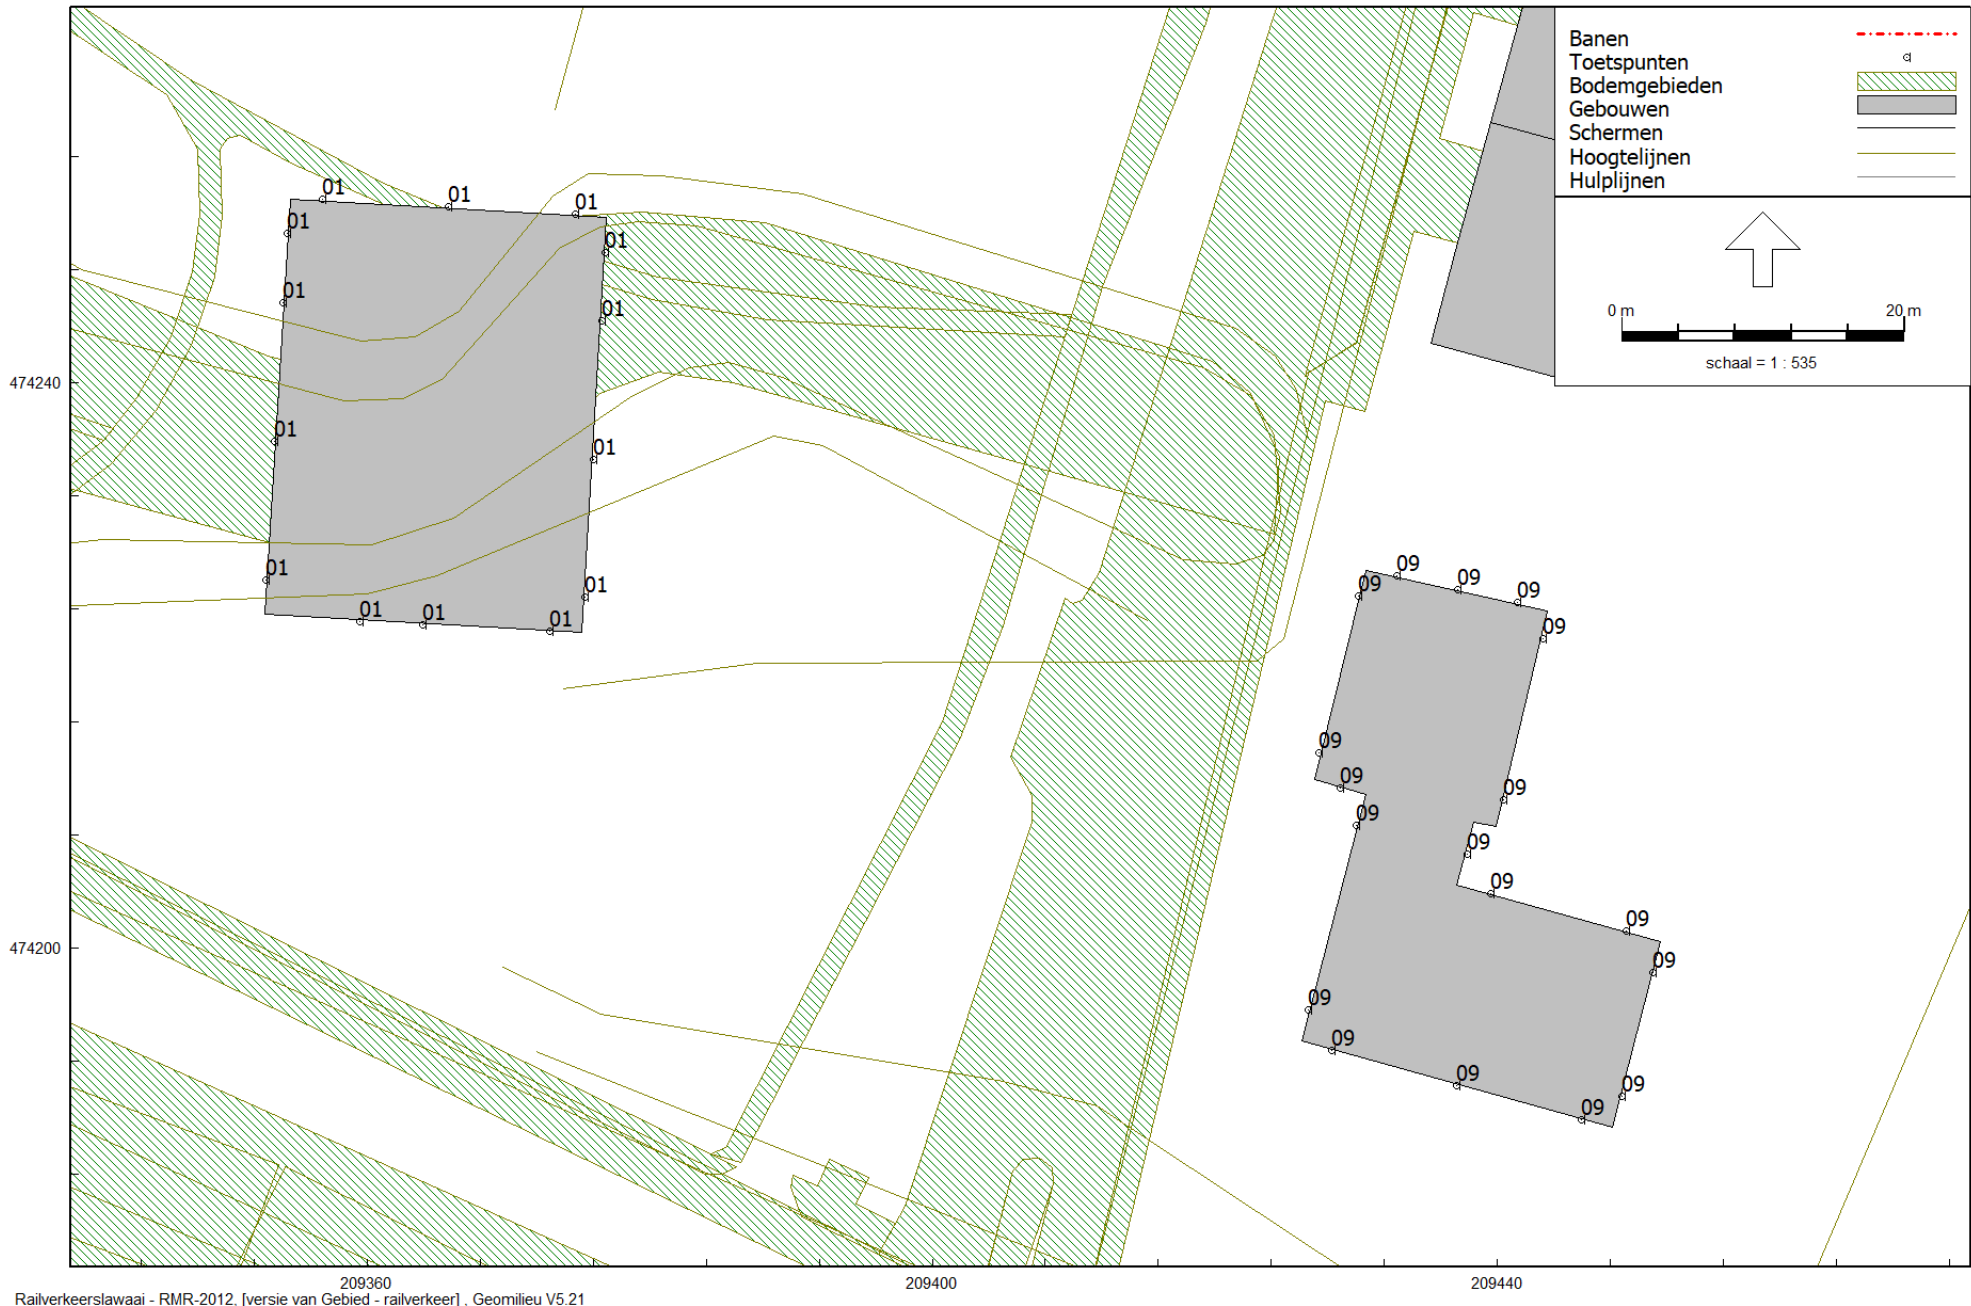 Banen
Toetspunten
Bodemgebieden
Gebouwen
Schermen
Hoogtelijnen
Hulplijnen
0 m 20 m
schaal = 1 : 535
01 01 01
01 01
01 01
474240
01 01
01 01
01 01 01
09 09 09 09
09
09
09 09
09
09
09
09
474200
09
09
09
09
09
09
209360 209400 209440
Railverkeerslawaai - RMR-2012, [versie van Gebied - railverkeer] , Geomilieu V5.21